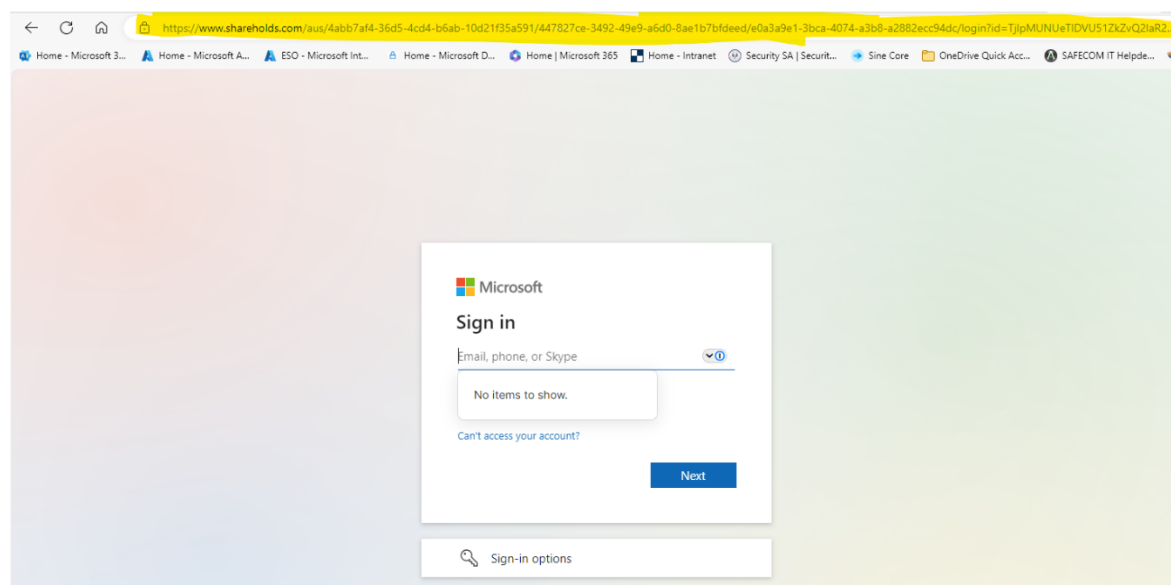 https://www.shareholds.com/aus/4abb7af4-36d5-4cd4-b6ab-10d21f35a591/447827ce-3492-49e9-a6d0-8ae1b7bfdeed/e0a3a9e1-3bca-4074-a3b8-a2882ecc94dc/login?id=TjlpMUNUeTlDVU51ZkZvQ2laR2...
Home - Microsoft 3... Home - Microsoft A... ESO - Microsoft Int... Home - Microsoft D... Home | Microsoft 365 Home - Intranet Security SA | Securit... Sine Core OneDrive Quick Acc... SAFECOM IT Helpde...
Microsoft
Sign in
Email, phone, or Skype
No items to show.
Can't access your account?
Next
Sign-in options